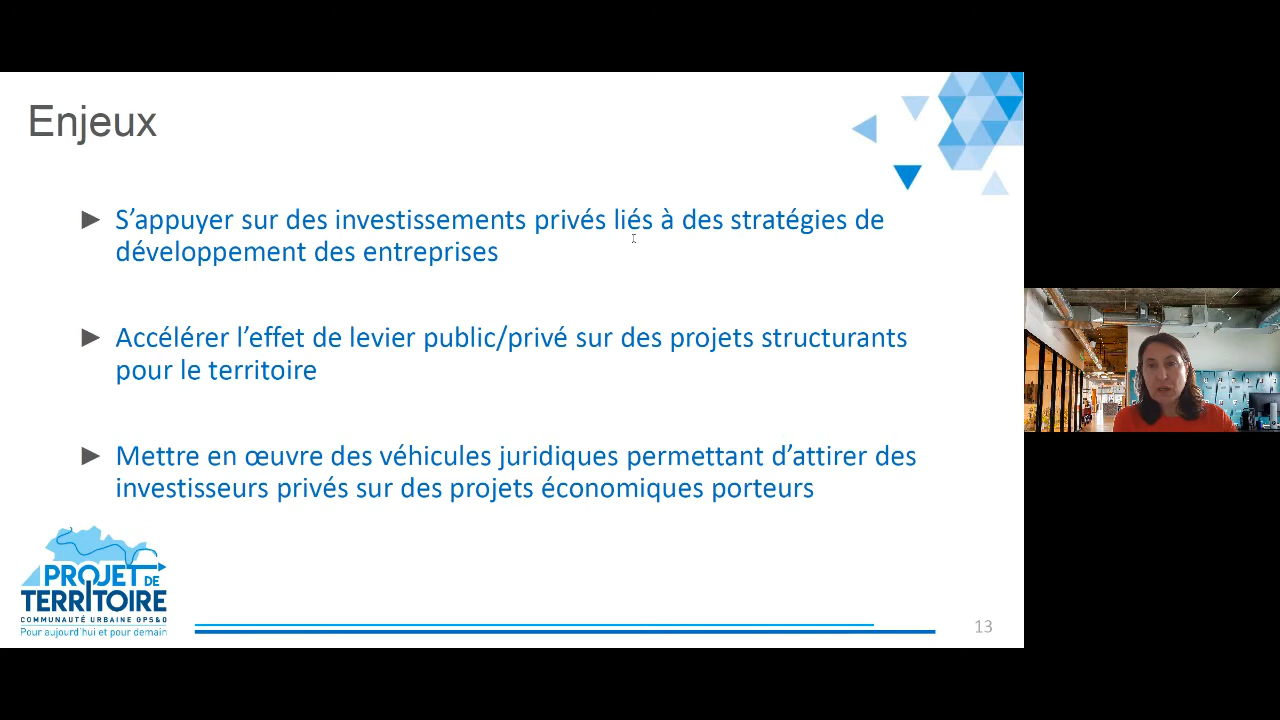 Enjeux
► S’appuyer sur des investissements privés liés à des stratégies de
développement des entreprises
► Accélérer l’effet de levier public/privé sur des projets structurants
pour le territoire
► Mettre en œuvre des véhicules juridiques permettant d’attirer des
investisseurs privés sur des projets économiques porteurs
PROJET DE
TERRITOIRE
COMMUNAUTÉ URBAINE GPS&O
Pour aujourd'hui et pour demain
13